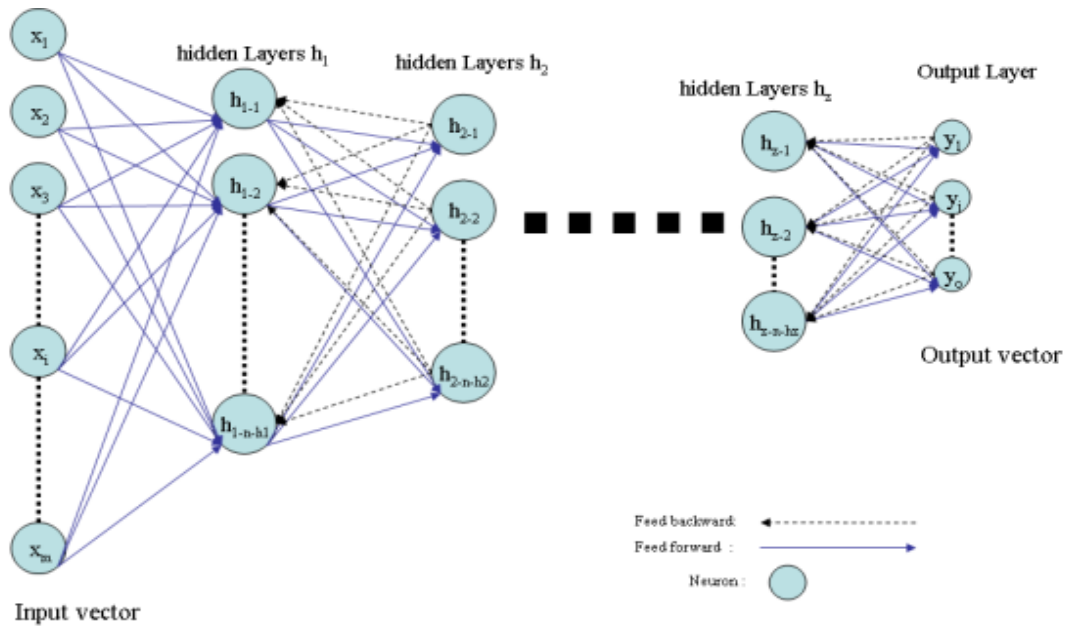 x1
x2
x3
xi
xm
Input vector
hidden Layers h1
h1-1
h1-2
h1-n-h1
hidden Layers h2
h2-1
h2-2
h2-n-h2
hidden Layers hz
hz-1
hz-2
hz-n-hz
Output Layer
y1
yj
yo
Output vector
Feed backward:
Feed forward :
Neuron :